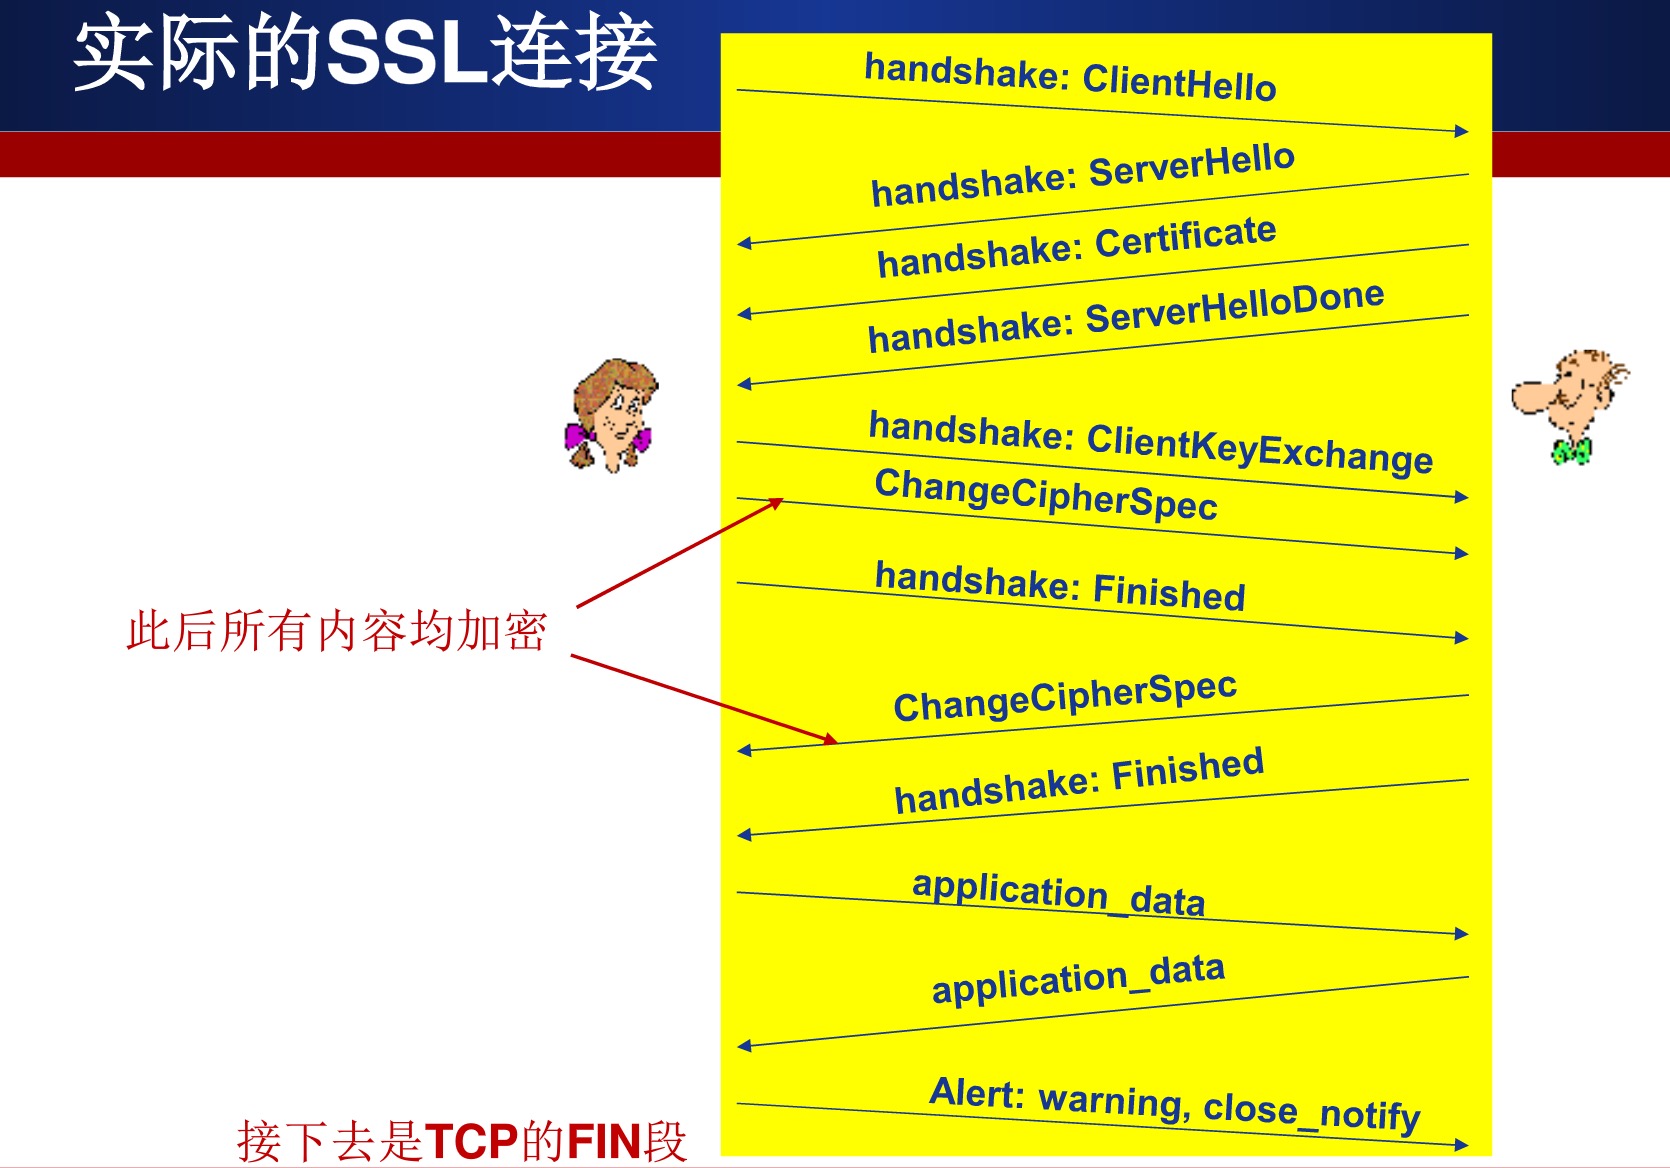 实际的SSL连接
handshake: ClientHello
handshake: ServerHello
handshake: Certificate
handshake: ServerHelloDone
handshake: ClientKeyExchange
ChangeCipherSpec
handshake: Finished
此后所有内容均加密
ChangeCipherSpec
handshake: Finished
application_data
application_data
Alert: warning, close_notify
接下去是TCP的FIN段